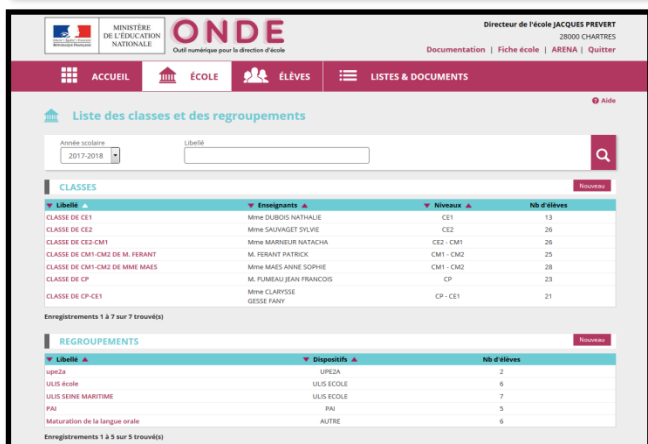 MINISTÈRE
DE L'ÉDUCATION
NATIONALE
ONDE
Outil numérique pour la direction d'école
Directeur de l'école JACQUES PREVERT
28000 CHARTRES
Documentation | Fiche école | ARENA | Quitter
ACCUEIL ÉCOLE ÉLÈVES LISTES & DOCUMENTS
Aide
Liste des classes et des regroupements
Année scolaire Libellé
2017-2018
CLASSES Nouveau
Libellé Enseignants Niveaux Nb d'élèves
CLASSE DE CE1 Mme DUBOIS NATHALIE CE1 13
CLASSE DE CE2 Mme SAUVAGET SYLVIE CE2 26
CLASSE DE CE2-CM1 Mme MARNEUR NATACHA CE2 - CM1 26
CLASSE DE CM1-CM2 DE M. FERANT M. FERANT PATRICK CM1 - CM2 25
CLASSE DE CM1-CM2 DE MME MAES Mme MAES ANNE SOPHIE CM1 - CM2 28
CLASSE DE CP M. FUMEAU JEAN FRANCOIS CP 23
CLASSE DE CP-CE1 Mme CLARYSSE
GESSE FANY CP - CE1 21
Enregistrements 1 à 7 sur 7 trouvé(s)
REGROUPEMENTS Nouveau
Libellé Dispositifs Nb d'élèves
upe2a UPE2A 2
ULIS école ULIS ECOLE 6
ULIS SEINE MARITIME ULIS ECOLE 7
PAI PAI 5
Maturation de la langue orale AUTRE 6
Enregistrements 1 à 5 sur 5 trouvé(s)